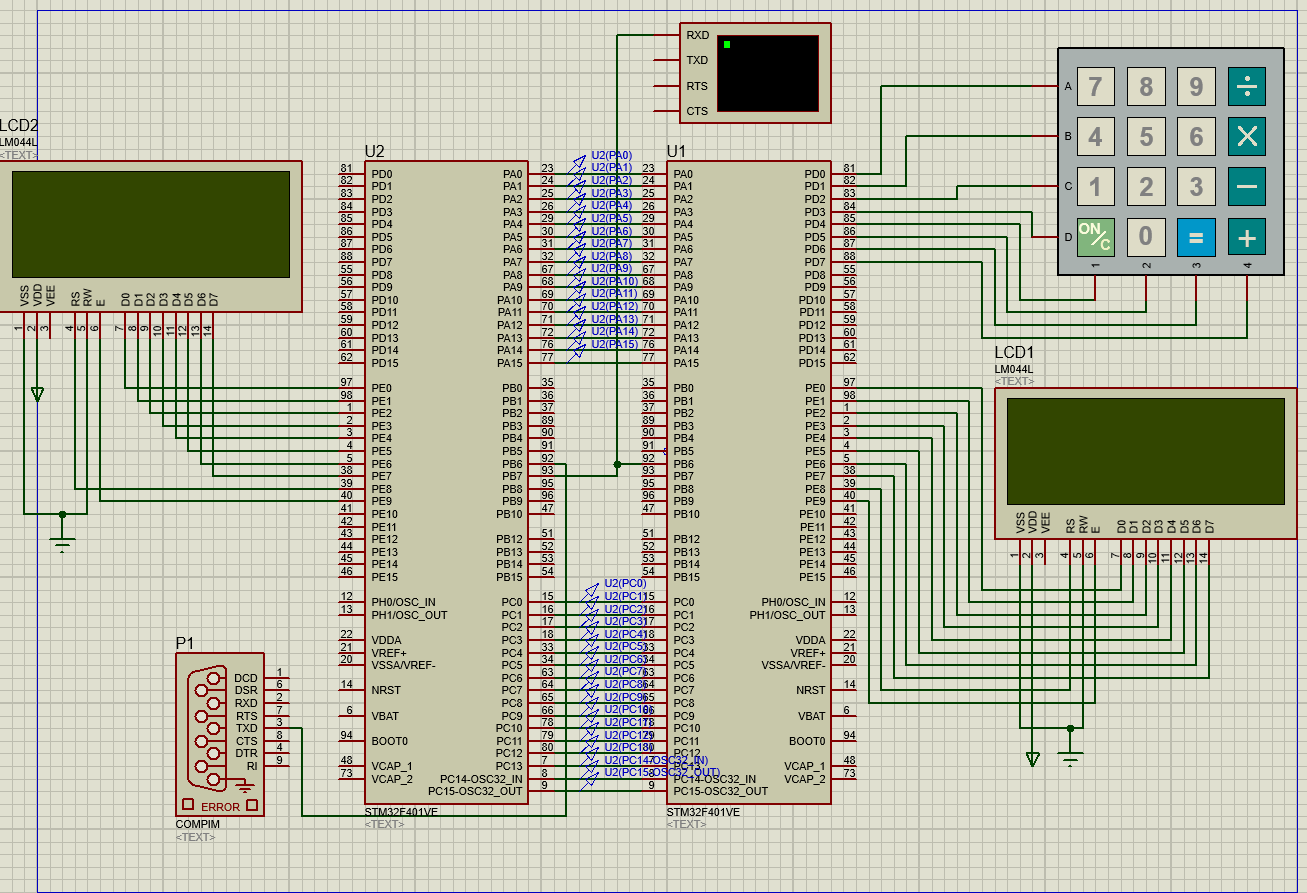 RXD
TXD
RTS
CTS
LCD2
LM044L
<TEXT>
VSS
VDD
VEE
RS
RW
E
D0
D1
D2
D3
D4
D5
D6
D7
1
2
3
4
5
6
7
8
9
10
11
12
13
14
U2
81 PD0 PA0 23
82 PD1 PA1 24
83 PD2 PA2 25
84 PD3 PA3 26
85 PD4 PA4 29
86 PD5 PA5 30
87 PD6 PA6 31
88 PD7 PA7 32
55 PD8 PA8 67
56 PD9 PA9 68
57 PD10 PA10 69
58 PD11 PA11 70
59 PD12 PA12 71
60 PD13 PA13 72
61 PD14 PA14 76
62 PD15 PA15 77
97 PE0 PB0 35
98 PE1 PB1 36
1 PE2 PB2 37
2 PE3 PB3 89
3 PE4 PB4 90
4 PE5 PB5 91
5 PE6 PB6 92
38 PE7 PB7 93
39 PE8 PB8 95
40 PE9 PB9 96
41 PE10 PB10 47
42 PE11
43 PE12 PB12 51
44 PE13 PB13 52
45 PE14 PB14 53
46 PE15 PB15 54
12 PH0/OSC_IN PC0 15
13 PH1/OSC_OUT PC1 16
PC2 17
22 VDDA PC3 18
21 VREF+ PC4 33
20 VSSA/VREF- PC5 34
PC6 63
14 NRST PC7 64
PC8 65
6 VBAT PC9 66
PC10 78
94 BOOT0 PC11 79
PC12 80
48 VCAP_1 PC13 7
73 VCAP_2 PC14-OSC32_IN 8
PC15-OSC32_OUT 9
STM32F401VE
<TEXT>
U2(PA0)
U2(PA1)
U2(PA2)
U2(PA3)
U2(PA4)
U2(PA5)
U2(PA6)
U2(PA7)
U2(PA8)
U2(PA9)
U2(PA10)
U2(PA11)
U2(PA12)
U2(PA13)
U2(PA14)
U2(PA15)
U2(PC0)
U2(PC1)
U2(PC2)
U2(PC3)
U2(PC4)
U2(PC5)
U2(PC6)
U2(PC7)
U2(PC8)
U2(PC14-OSC32_IN)
U2(PC15-OSC32_OUT)
U1
23 PA0 PD0 81
24 PA1 PD1 82
25 PA2 PD2 83
26 PA3 PD3 84
29 PA4 PD4 85
30 PA5 PD5 86
31 PA6 PD6 87
32 PA7 PD7 88
67 PA8 PD8 55
68 PA9 PD9 56
69 PA10 PD10 57
70 PA11 PD11 58
71 PA12 PD12 59
72 PA13 PD13 60
76 PA14 PD14 61
77 PA15 PD15 62
35 PB0 PE0 97
36 PB1 PE1 98
37 PB2 PE2 1
89 PB3 PE3 2
90 PB4 PE4 3
91 PB5 PE5 4
92 PB6 PE6 5
93 PB7 PE7 38
95 PB8 PE8 39
96 PB9 PE9 40
47 PB10 PE10 41
PE11 42
51 PB12 PE12 43
52 PB13 PE13 44
53 PB14 PE14 45
54 PB15 PE15 46
15 PC0 PH0/OSC_IN 12
16 PC1 PH1/OSC_OUT 13
17 PC2
18 PC3 VDDA 22
33 PC4 VREF+ 21
34 PC5 VSSA/VREF- 20
63 PC6
64 PC7 NRST 14
65 PC8
66 PC9 VBAT 6
78 PC10
79 PC11 BOOT0 94
80 PC12
7 PC13 VCAP_1 48
8 PC14-OSC32_IN VCAP_2 73
9 PC15-OSC32_OUT
STM32F401VE
<TEXT>
A 7 8 9 ÷
B 4 5 6 ×
C 1 2 3 −
D ON/C 0 = +
1 2 3 4
LCD1
LM044L
<TEXT>
VSS
VDD
VEE
RS
RW
E
D0
D1
D2
D3
D4
D5
D6
D7
1
2
3
4
5
6
7
8
9
10
11
12
13
14
P1
DCD 1
DSR 6
RXD 2
RTS 7
TXD 3
CTS 8
DTR 4
RI 9
ERROR
COMPIM
<TEXT>